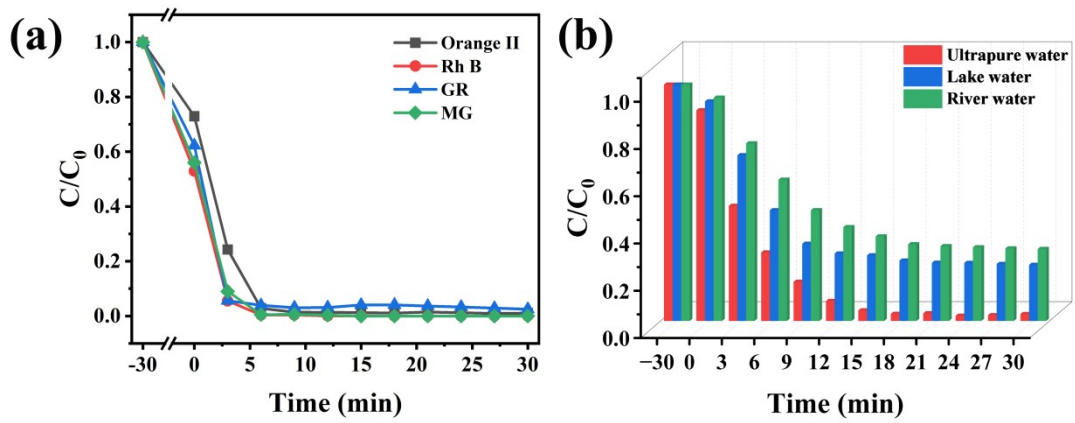 (a)
C/C0
1.0
0.8
0.6
0.4
0.2
0.0
-30 0 5 10 15 20 25 30
Time (min)
Orange II
Rh B
GR
MG
(b)
C/C0
1.0
0.8
0.6
0.4
0.2
0.0
−30 0 3 6 9 12 15 18 21 24 27 30
Time (min)
Ultrapure water
Lake water
River water